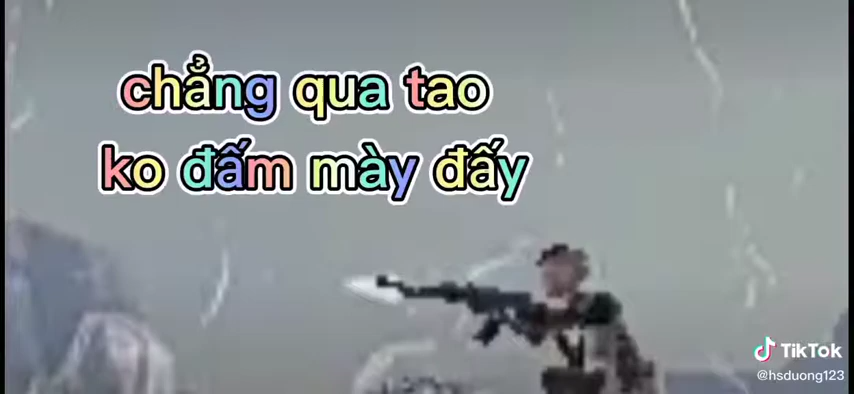 chẳng qua tao
ko đấm mày đấy
TikTok
@hsduong123